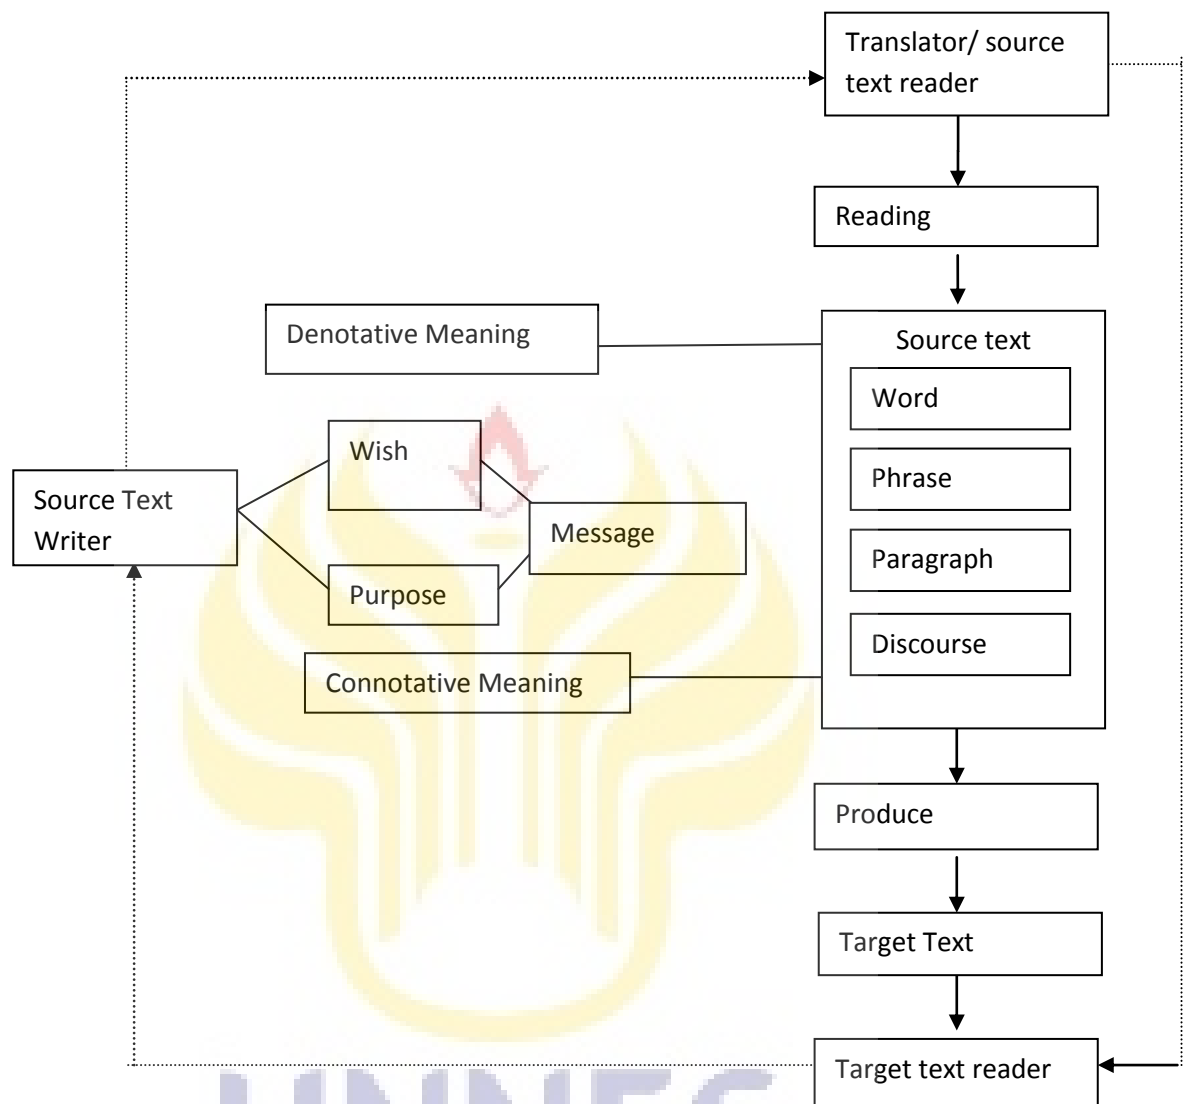 Translator/ source
text reader
Reading
Denotative Meaning
Source text
Word
Wish
Phrase
Source Text
Writer
Message
Paragraph
Purpose
Discourse
Connotative Meaning
Produce
Target Text
Target text reader
UNNES